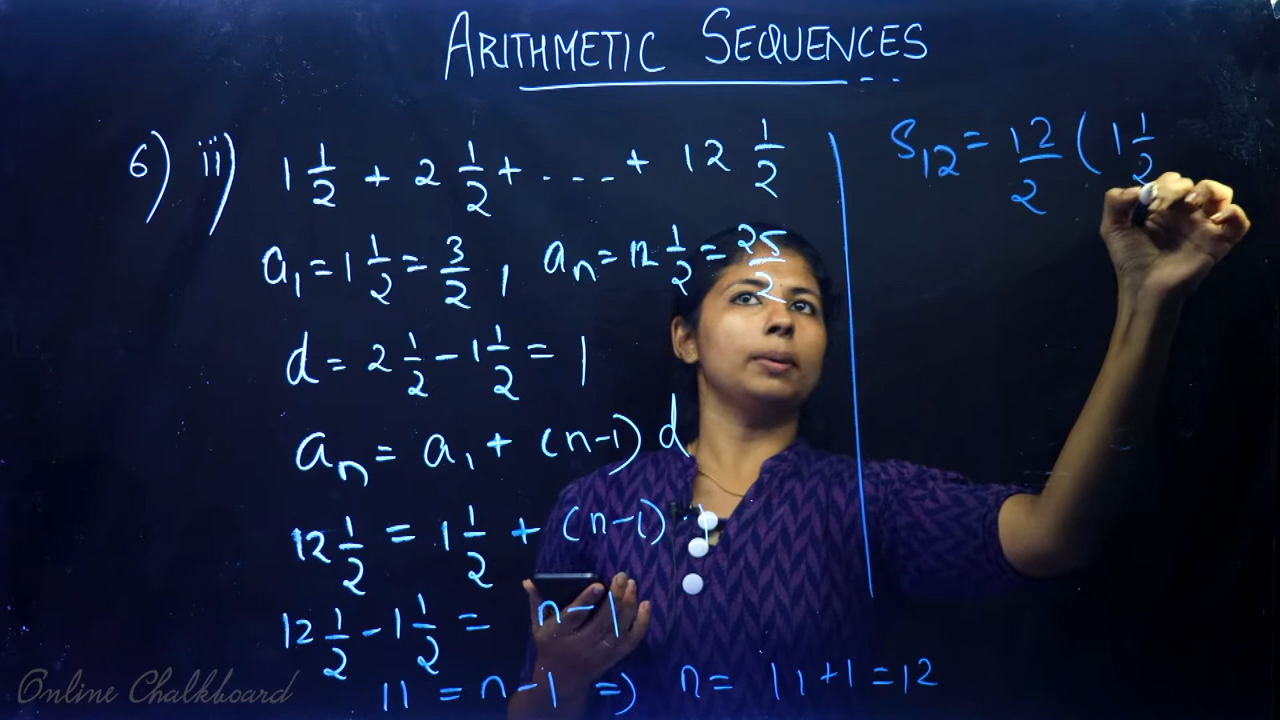 ARITHMETIC SEQUENCES
6) ii) 1 1/2 + 2 1/2 + .... + 12 1/2
a₁ = 1 1/2 = 3/2 , aₙ = 12 1/2 = 25/2
d = 2 1/2 - 1 1/2 = 1
aₙ = a₁ + (n-1) d
12 1/2 = 1 1/2 + (n-1) · 1
12 1/2 - 1 1/2 = n - 1
11 = n - 1 => n = 11 + 1 = 12
S₁₂ = 12/2 ( 1 1/2
Online Chalkboard